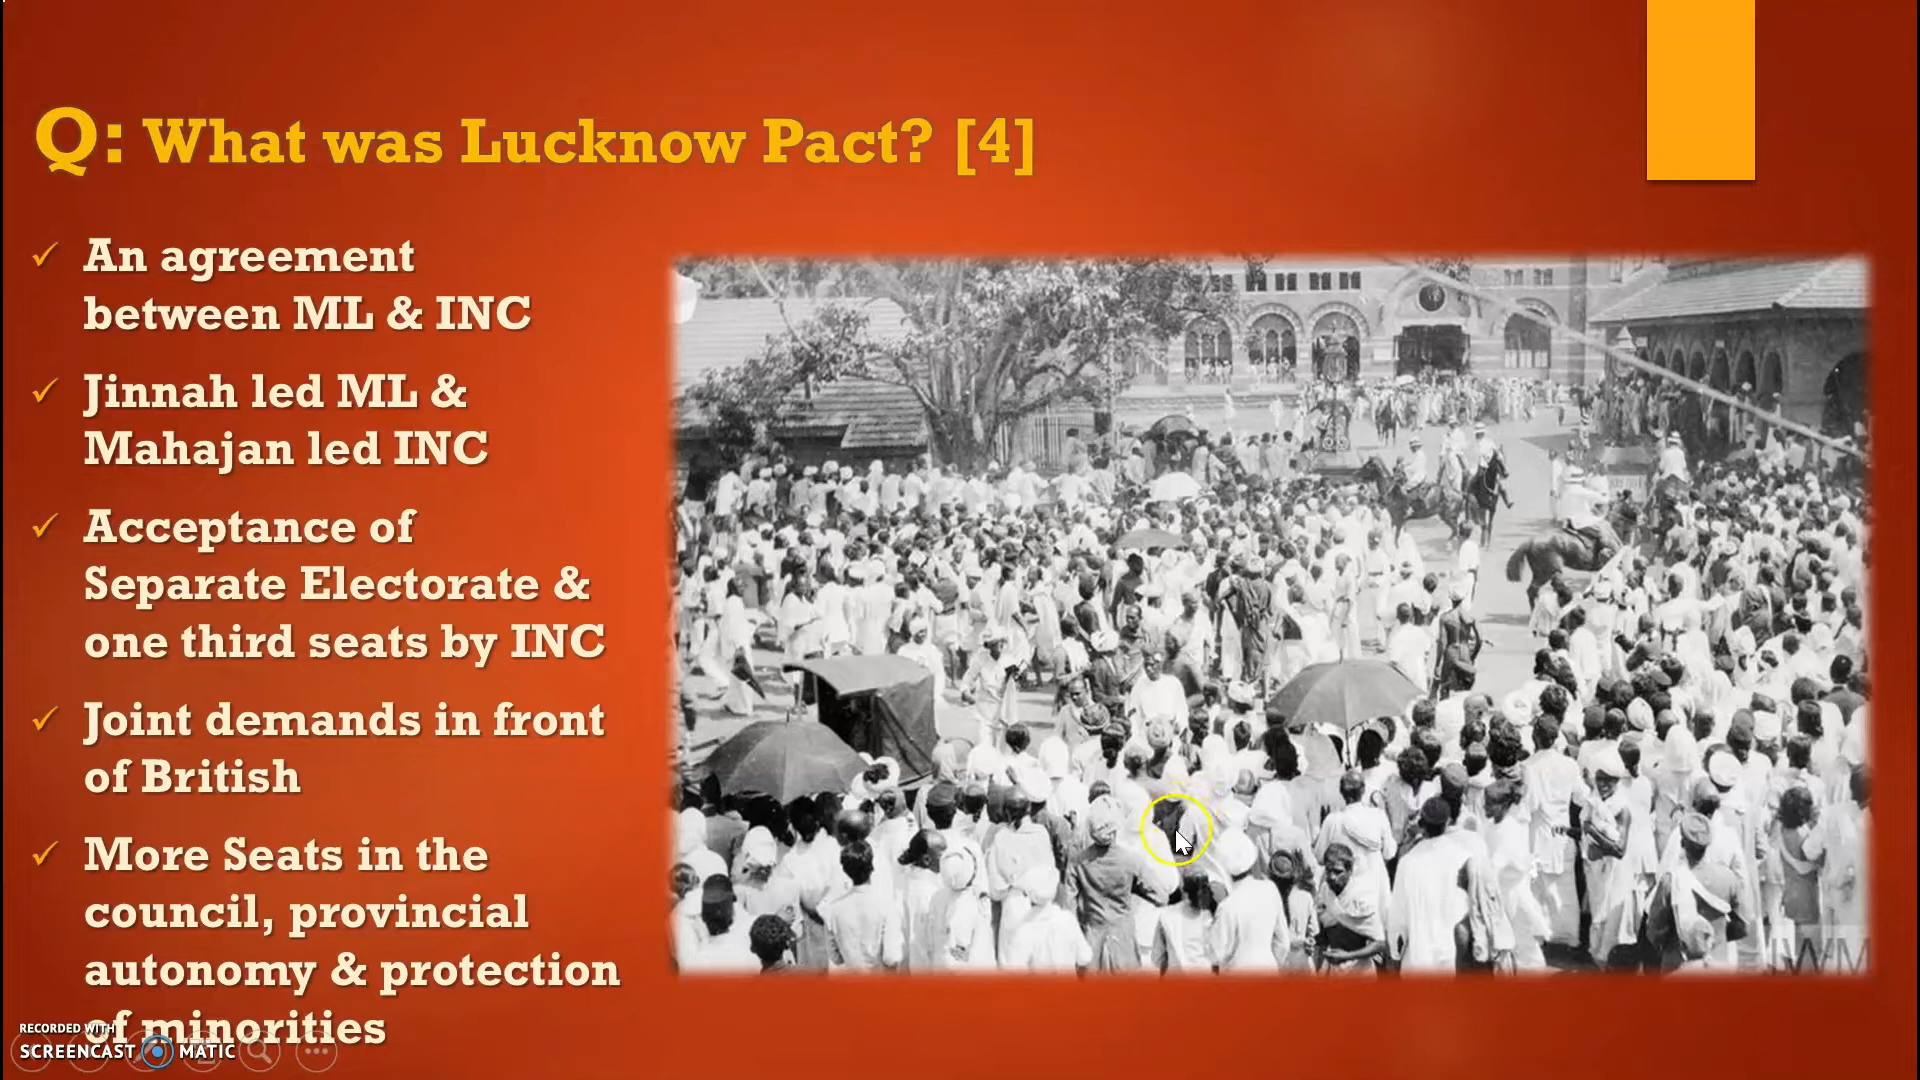 Q: What was Lucknow Pact? [4]
✓ An agreement
between ML & INC
✓ Jinnah led ML &
Mahajan led INC
✓ Acceptance of
Separate Electorate &
one third seats by INC
✓ Joint demands in front
of British
✓ More Seats in the
council, provincial
autonomy & protection
of minorities
IWM
RECORDED WITH
SCREENCAST MATIC